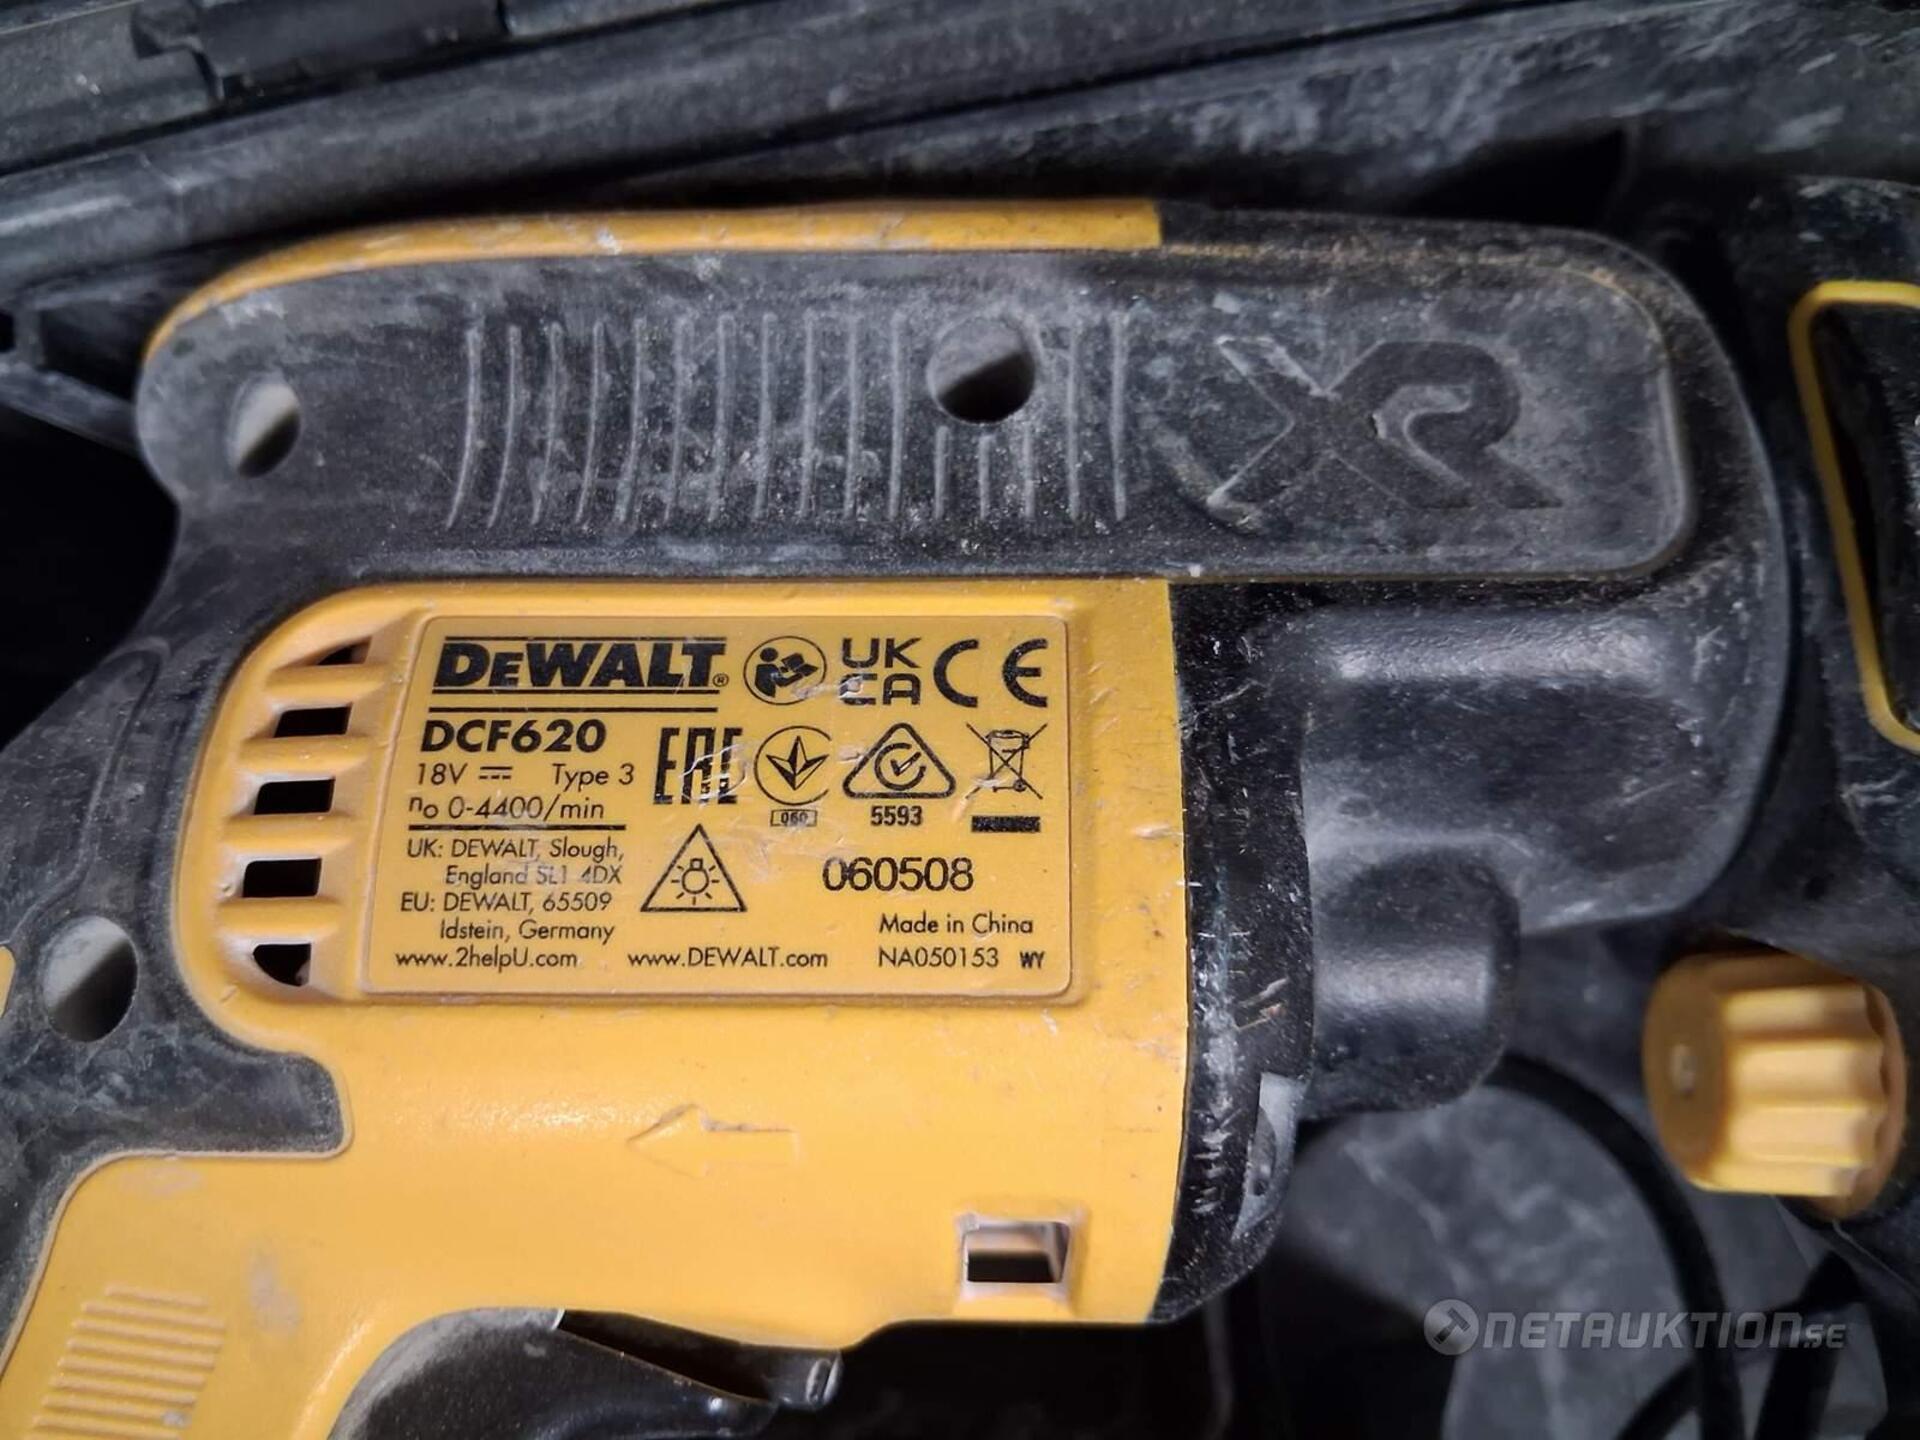 XR
DEWALT®
UK
CA CE
DCF620
18V Type 3
EAC
n₀ 0-4400/min
060
5593
UK: DEWALT, Slough,
England SL1 4DX
EU: DEWALT, 65509
Idstein, Germany
060508
Made in China
www.2helpU.com www.DEWALT.com NA050153 WY
NETAUKTION.SE